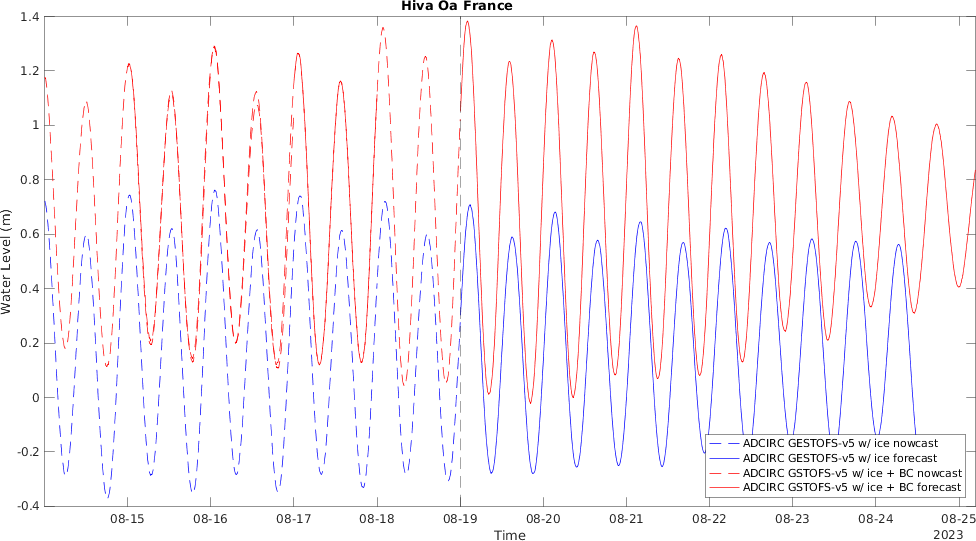 Hiva Oa France
1.4
1.2
1
0.8
0.6
0.4
0.2
0
-0.2
-0.4
Water Level (m)
ADCIRC GESTOFS-v5 w/ ice nowcast
ADCIRC GESTOFS-v5 w/ ice forecast
ADCIRC GSTOFS-v5 w/ ice + BC nowcast
ADCIRC GSTOFS-v5 w/ ice + BC forecast
08-15 08-16 08-17 08-18 08-19 08-20 08-21 08-22 08-23 08-24 08-25
Time
2023